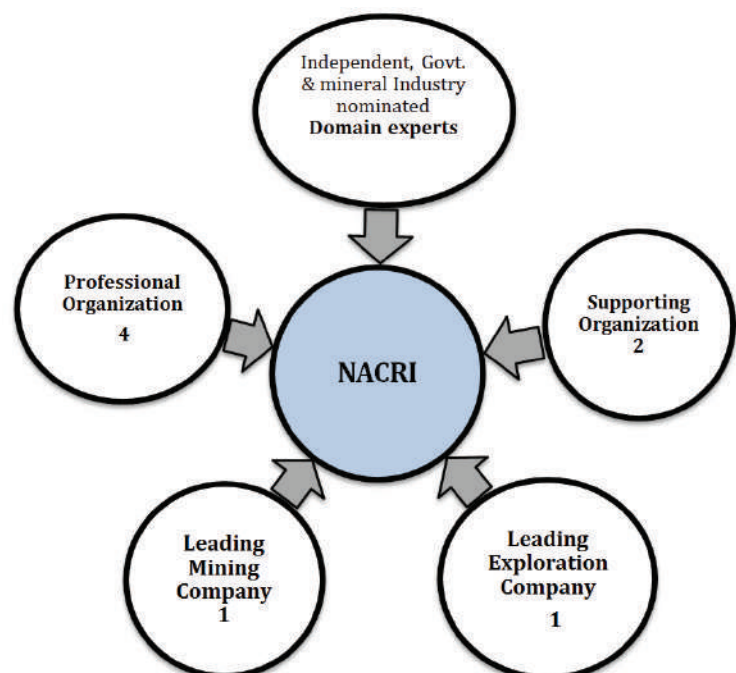 Independent, Govt.
& mineral Industry
nominated
Domain experts
Professional
Organization
4
Supporting
Organization
2
NACRI
Leading
Mining
Company
1
Leading
Exploration
Company
1